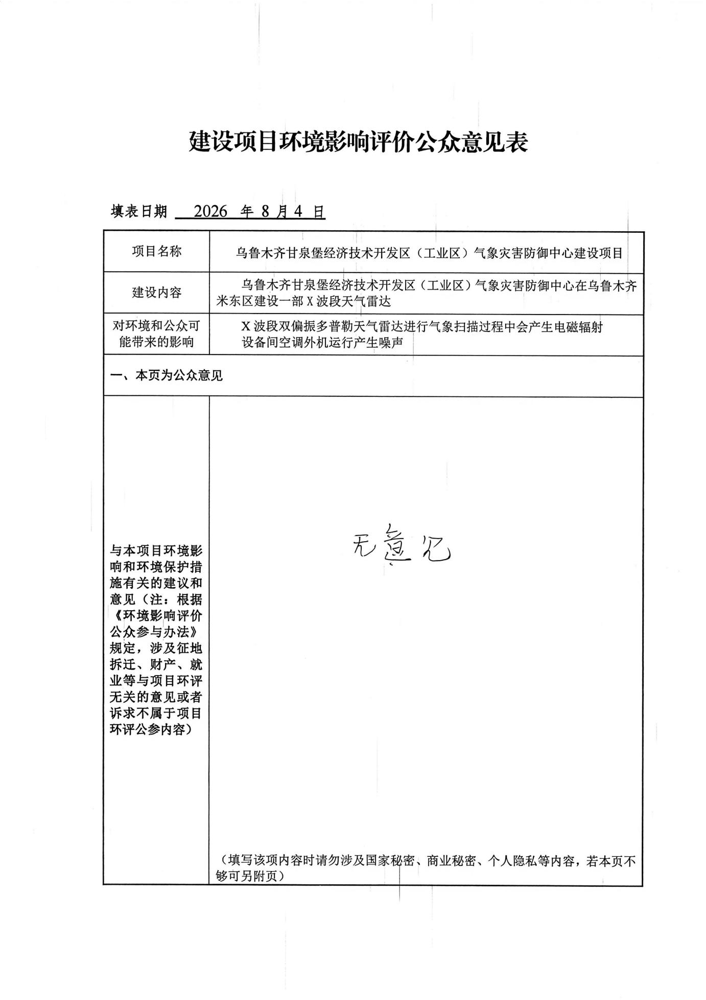 建设项目环境影响评价公众意见表
填表日期 2026 年 8 月 4 日
项目名称
乌鲁木齐甘泉堡经济技术开发区（工业区）气象灾害防御中心建设项目
建设内容
乌鲁木齐甘泉堡经济技术开发区（工业区）气象灾害防御中心在乌鲁木齐
米东区建设一部 X 波段天气雷达
对环境和公众可
能带来的影响
X 波段双偏振多普勒天气雷达进行气象扫描过程中会产生电磁辐射
设备间空调外机运行产生噪声
一、本页为公众意见
与本项目环境影
响和环境保护措
施有关的建议和
意见（注：根据
《环境影响评价
公众参与办法》
规定，涉及征地
拆迁、财产、就
业等与项目环评
无关的意见或者
诉求不属于项目
环评公参内容）
无意见
（填写该项内容时请勿涉及国家秘密、商业秘密、个人隐私等内容，若本页不
够可另附页）